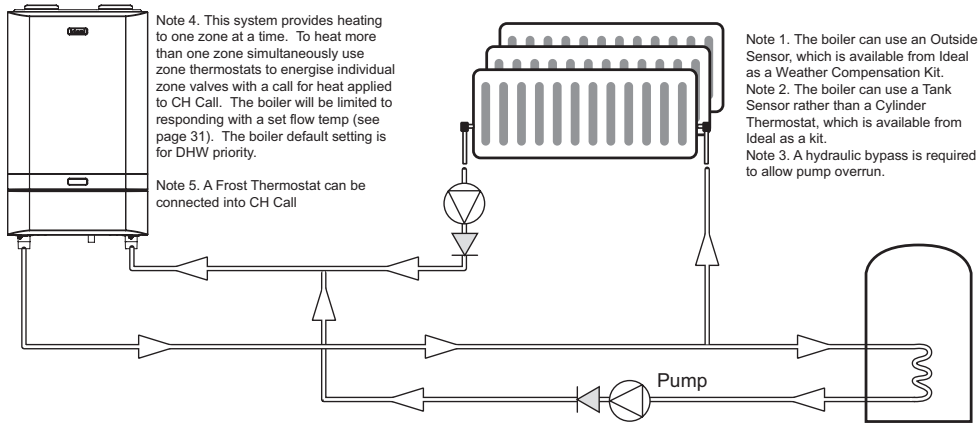 Note 4. This system provides heating
to one zone at a time. To heat more
than one zone simultaneously use
zone thermostats to energise individual
zone valves with a call for heat applied
to CH Call. The boiler will be limited to
responding with a set flow temp (see
page 31). The boiler default setting is
for DHW priority.
Note 5. A Frost Thermostat can be
connected into CH Call
Note 1. The boiler can use an Outside
Sensor, which is available from Ideal
as a Weather Compensation Kit.
Note 2. The boiler can use a Tank
Sensor rather than a Cylinder
Thermostat, which is available from
Ideal as a kit.
Note 3. A hydraulic bypass is required
to allow pump overrun.
Pump